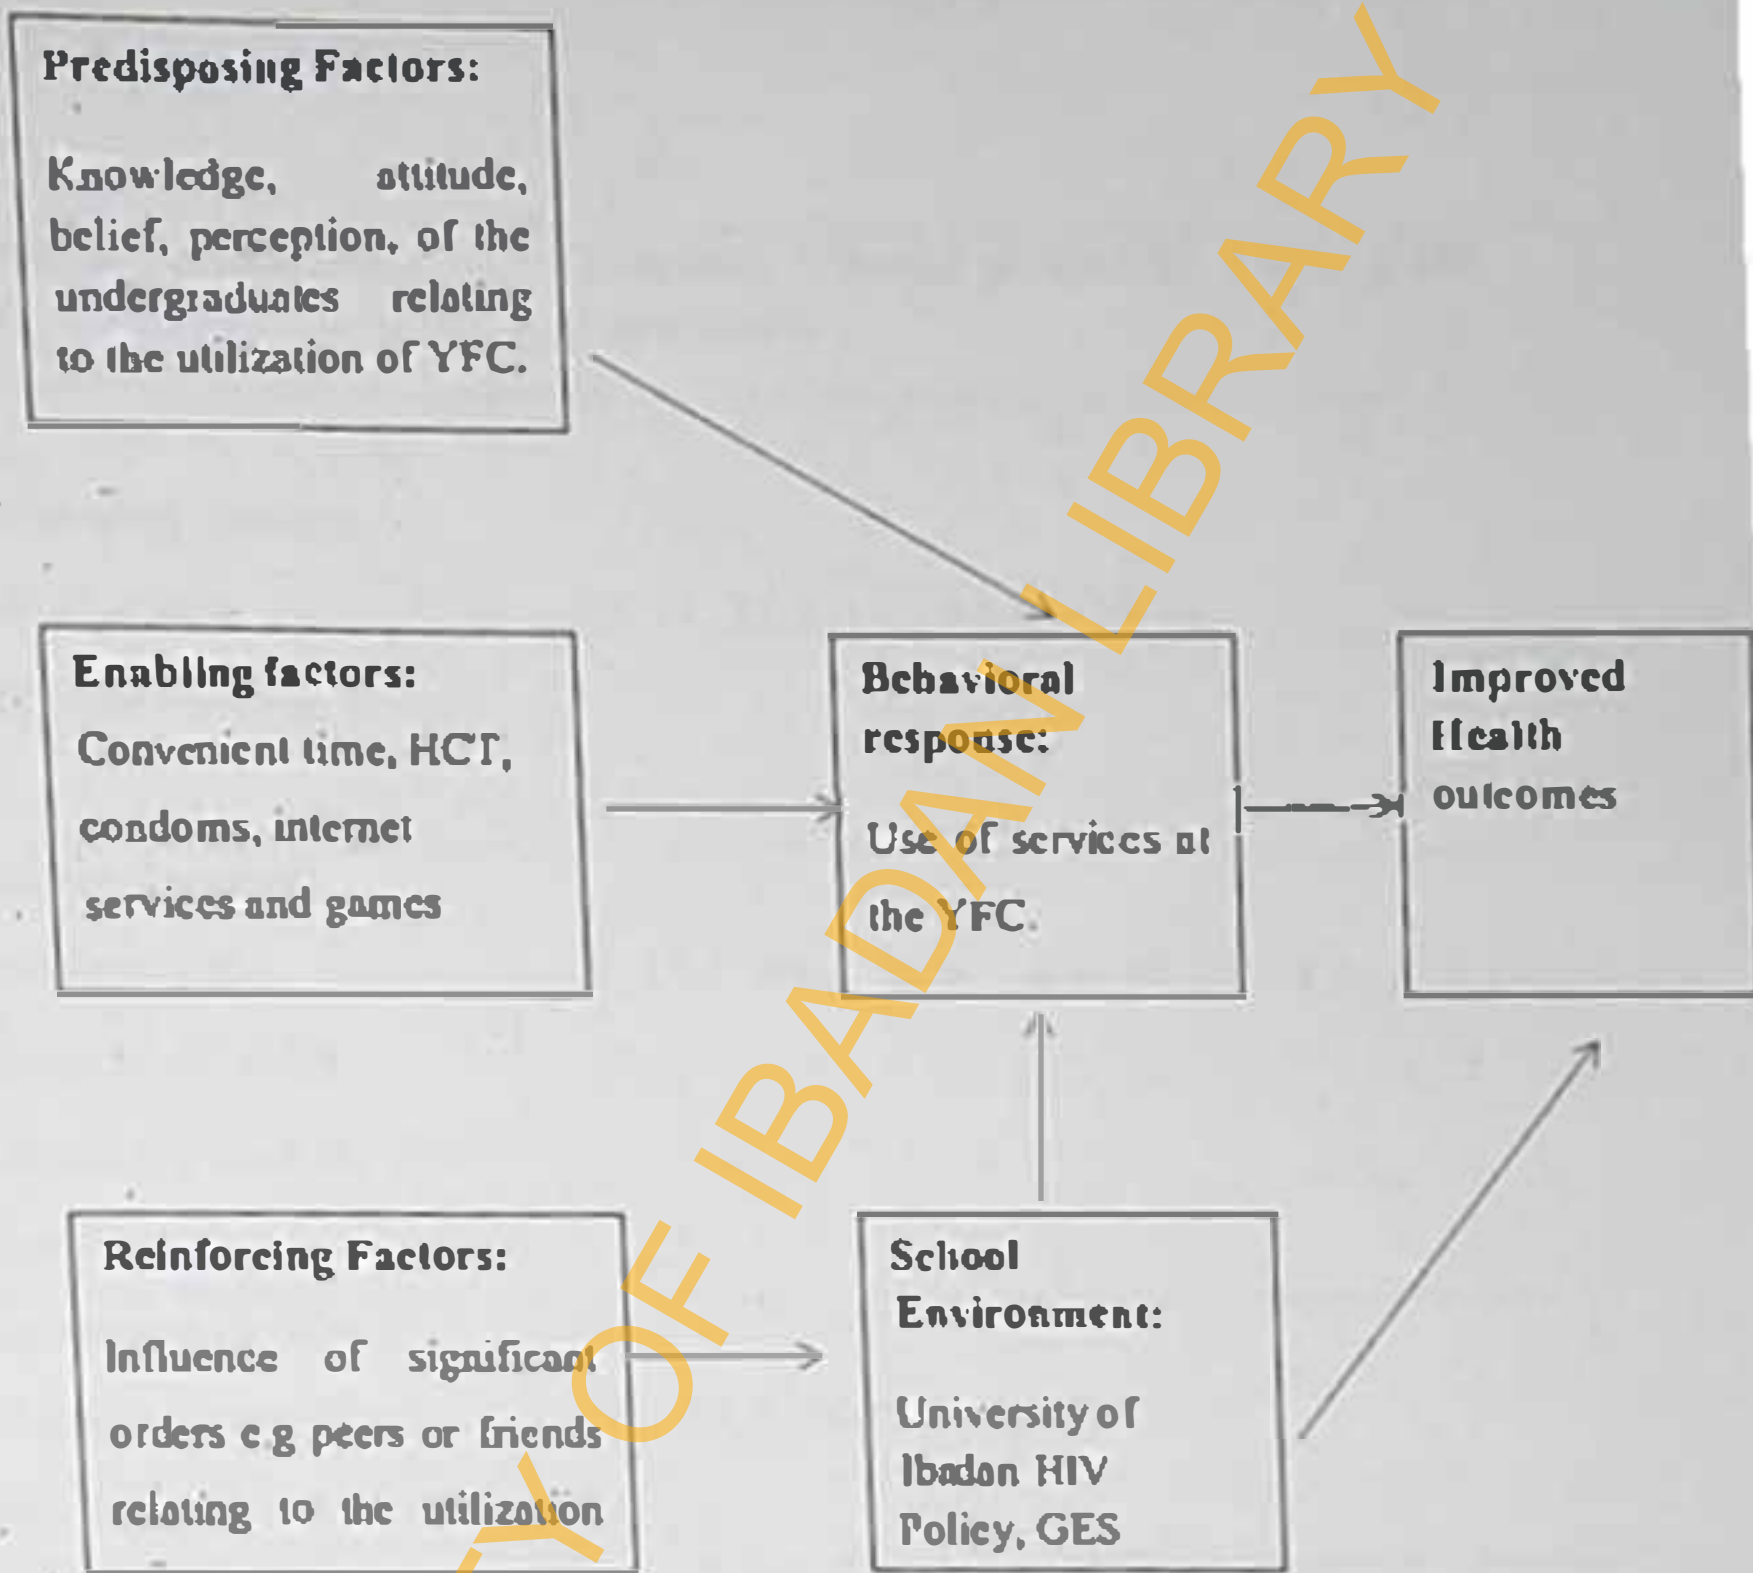 Predisposing Factors:
Knowledge, attitude,
belief, perception, of the
undergraduates relating
to the utilization of YFC.
Enabling factors:
Convenient time, HCT,
condoms, internet
services and games
Behavioral
response:
Use of services at
the YFC.
Improved
Health
outcomes
Reinforcing Factors:
Influence of significant
orders e.g peers or friends
relating to the utilization
School
Environment:
University of
Ibadan HIV
Policy, GES
Y OF IBADAN LIBRARY